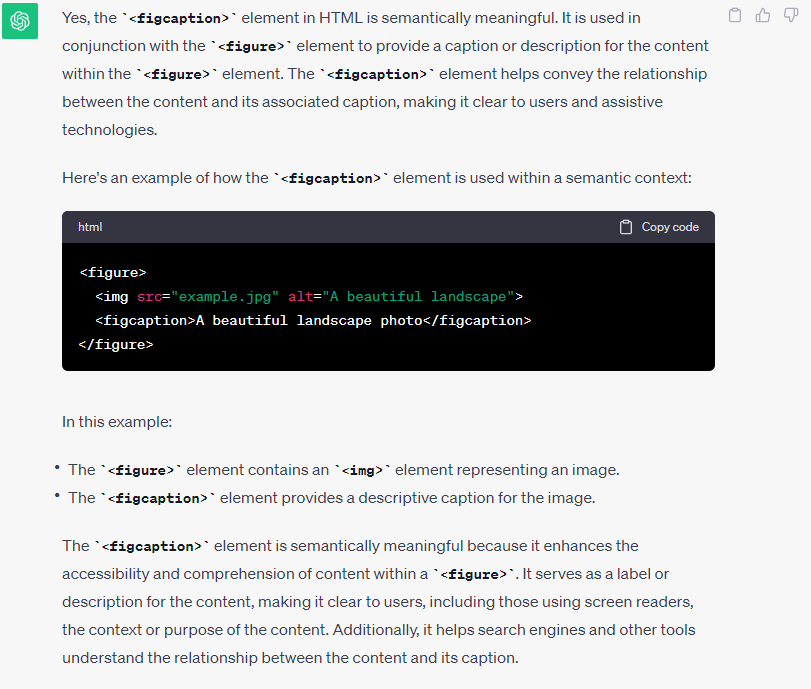 Yes, the `<figcaption>` element in HTML is semantically meaningful. It is used in
conjunction with the `<figure>` element to provide a caption or description for the content
within the `<figure>` element. The `<figcaption>` element helps convey the relationship
between the content and its associated caption, making it clear to users and assistive
technologies.
Here's an example of how the `<figcaption>` element is used within a semantic context:
html Copy code
<figure>
  <img src="example.jpg" alt="A beautiful landscape">
  <figcaption>A beautiful landscape photo</figcaption>
</figure>
In this example:
• The `<figure>` element contains an `<img>` element representing an image.
• The `<figcaption>` element provides a descriptive caption for the image.
The `<figcaption>` element is semantically meaningful because it enhances the
accessibility and comprehension of content within a `<figure>`. It serves as a label or
description for the content, making it clear to users, including those using screen readers,
the context or purpose of the content. Additionally, it helps search engines and other tools
understand the relationship between the content and its caption.